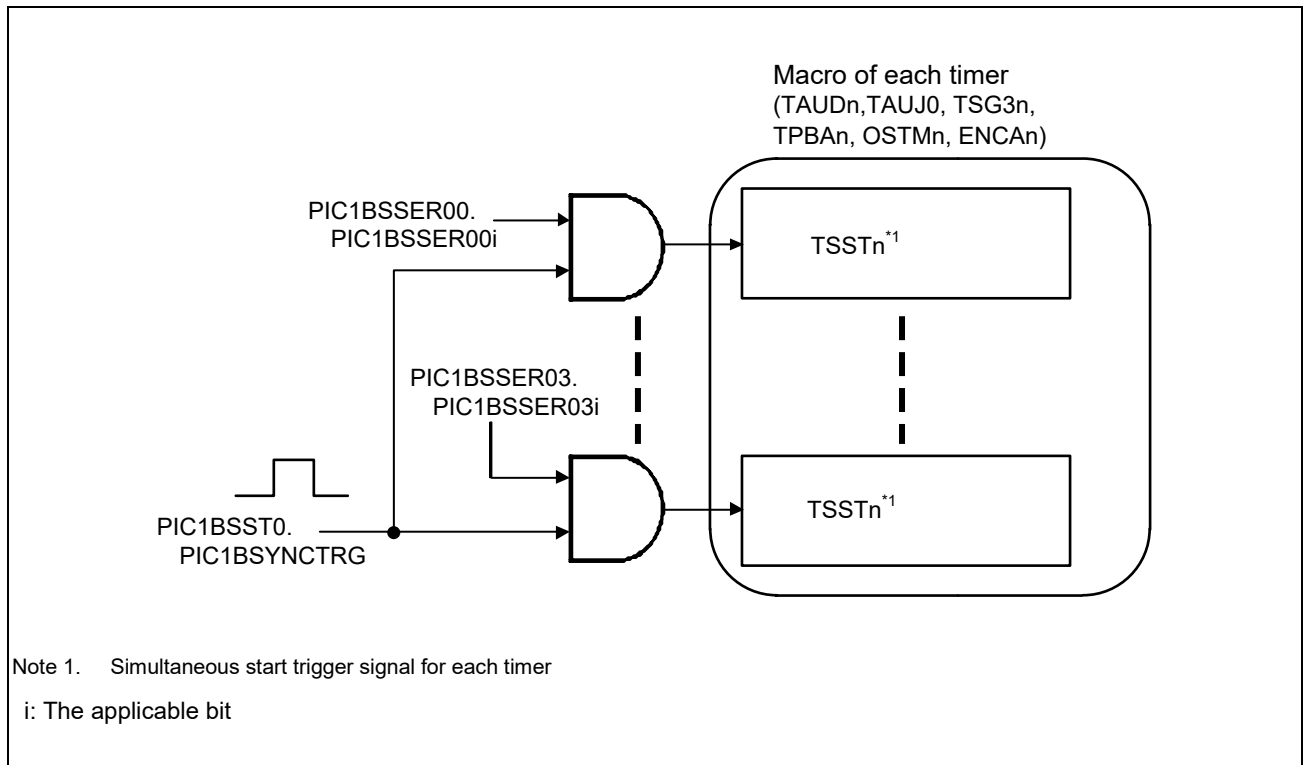 Macro of each timer
(TAUDn,TAUJ0, TSG3n,
TPBAn, OSTMn, ENCAn)
PIC1BSSER00.
PIC1BSSER00i
TSSTn*1
PIC1BSSER03.
PIC1BSSER03i
TSSTn*1
PIC1BSST0.
PIC1BSYNCTRG
Note 1. Simultaneous start trigger signal for each timer
i: The applicable bit